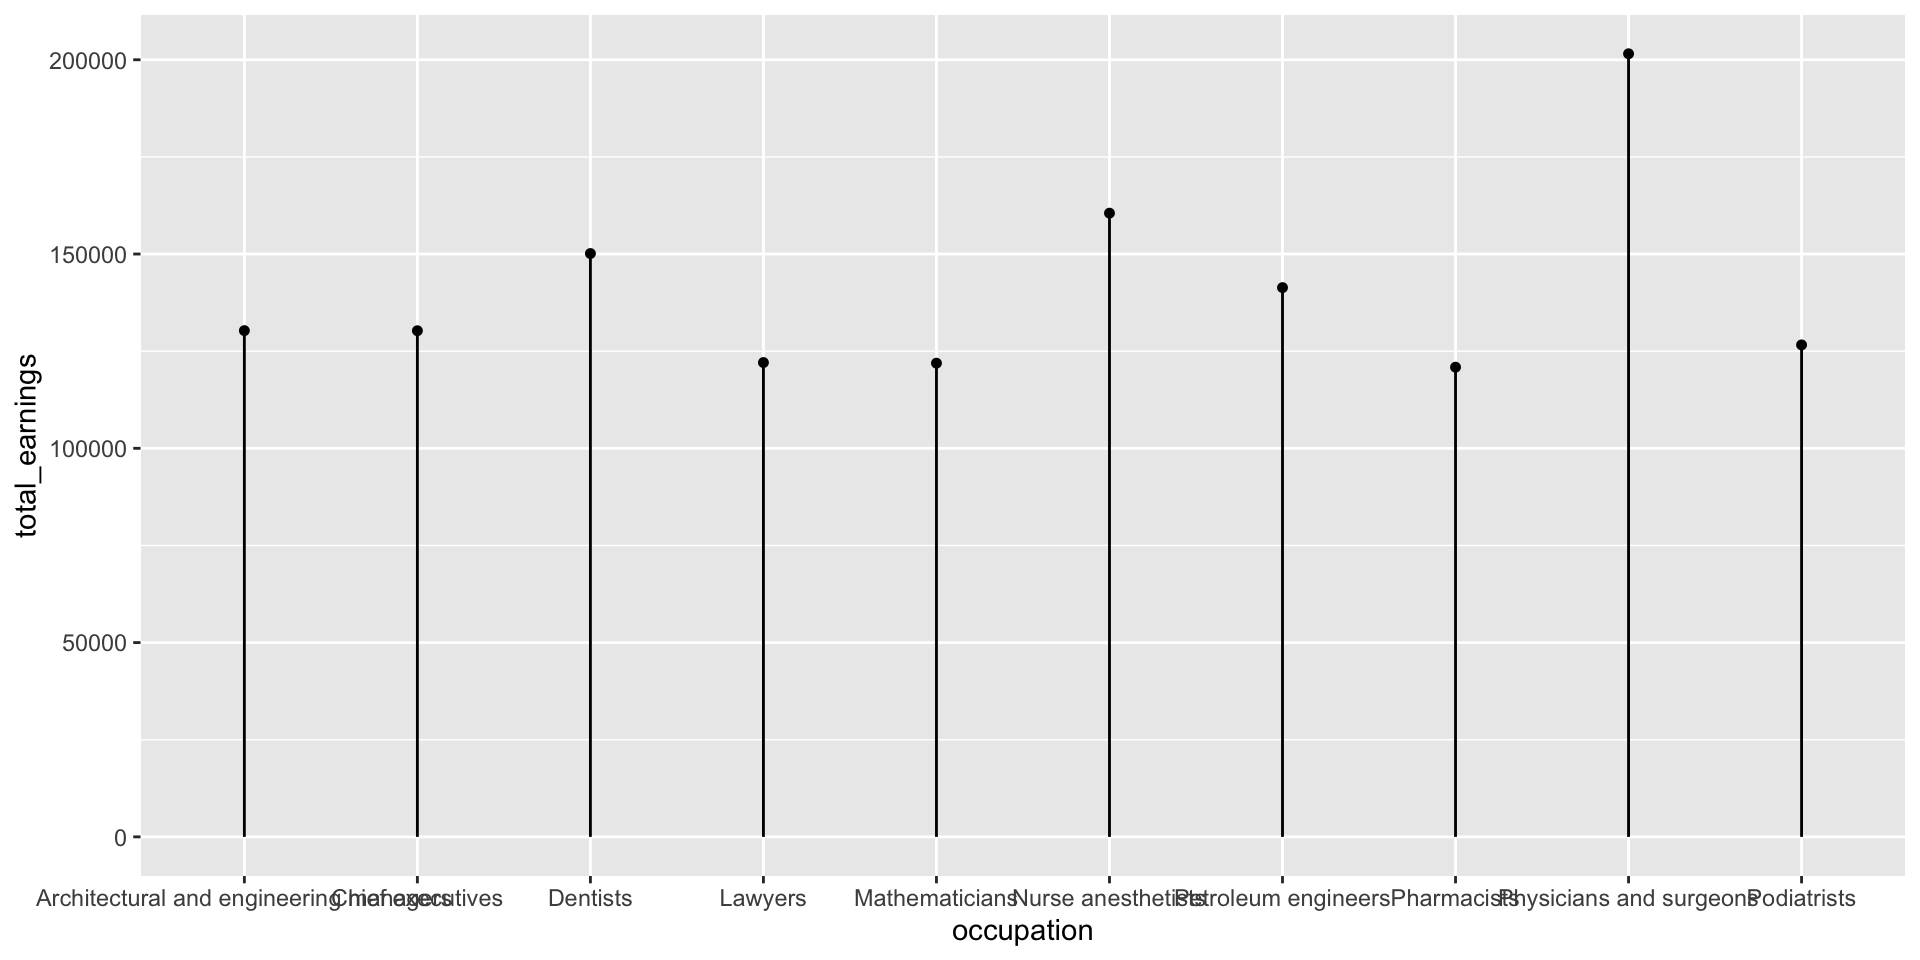 200000
150000
100000
50000
0
total_earnings
Architectural and engineering managers Chief executives Dentists Lawyers Mathematicians Nurse anesthetists Petroleum engineers Pharmacists Physicians and surgeons Podiatrists
occupation